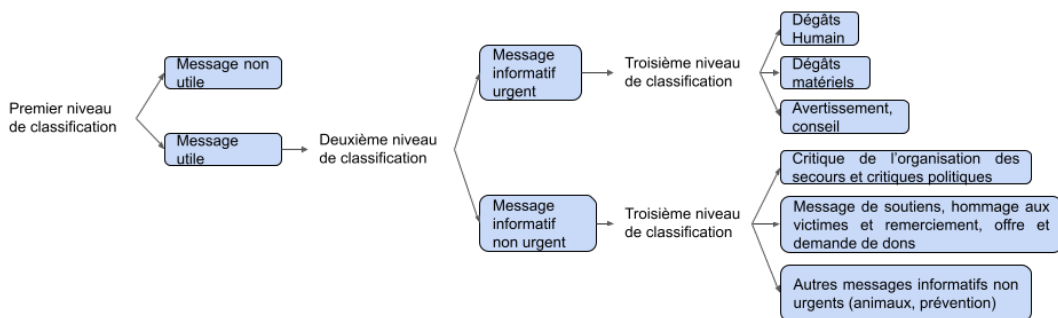 Premier niveau
de classification
Message non
utile
Message
utile
Deuxième niveau
de classification
Message
informatif
urgent
Message
informatif
non urgent
Troisième niveau
de classification
Dégâts
Humain
Dégâts
matériels
Avertissement,
conseil
Troisième niveau
de classification
Critique de l'organisation des
secours et critiques politiques
Message de soutiens, hommage aux
victimes et remerciement, offre et
demande de dons
Autres messages informatifs non
urgents (animaux, prévention)